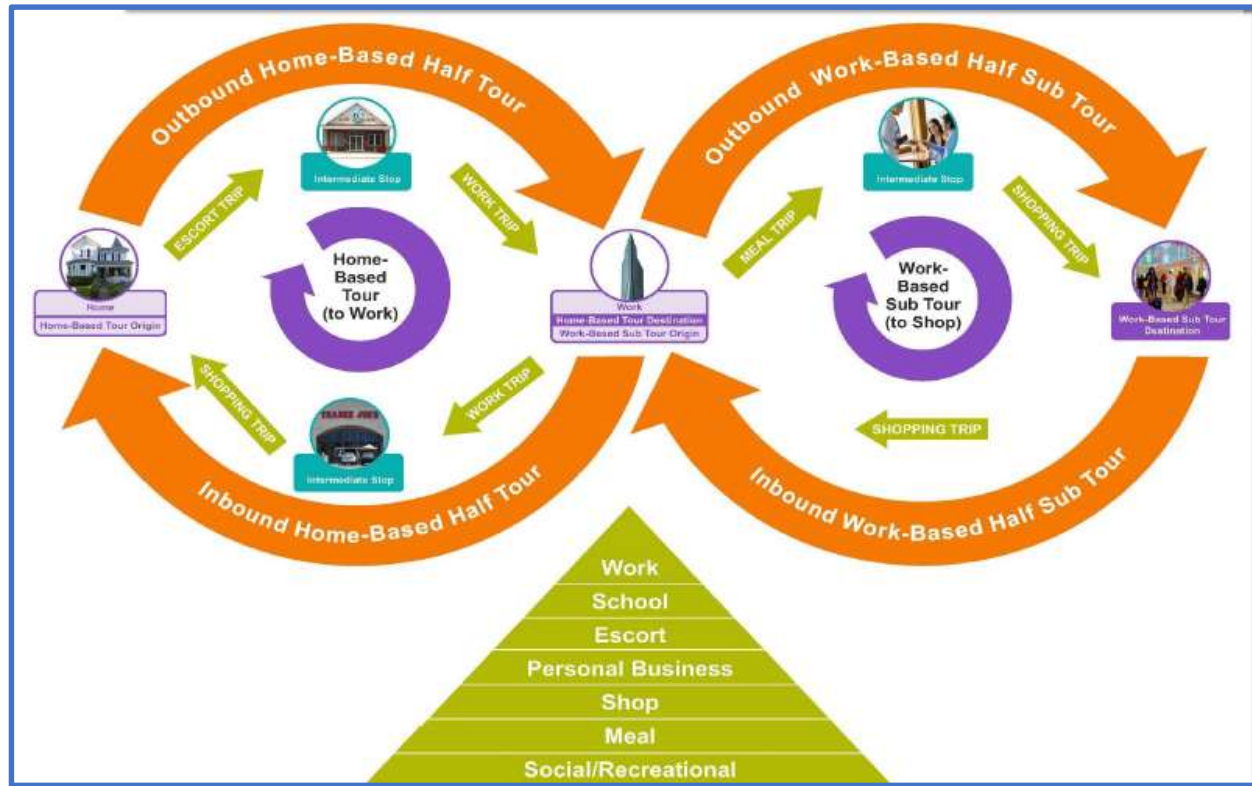 Outbound Home-Based Half Tour
Outbound Work-Based Half Sub Tour
Intermediate Stop
Intermediate Stop
ESCORT TRIP
WORK TRIP
MEAL TRIP
SHOPPING TRIP
Home
Home-Based Tour Origin
Home-
Based
Tour
(to Work)
Work
Home-Based Tour Destination
Work-Based Sub Tour Origin
Work-
Based
Sub Tour
(to Shop)
Work-Based Sub Tour
Destination
SHOPPING TRIP
WORK TRIP
SHOPPING TRIP
TRADER JOE'S
Intermediate Stop
Inbound Home-Based Half Tour
Inbound Work-Based Half Sub Tour
Work
School
Escort
Personal Business
Shop
Meal
Social/Recreational